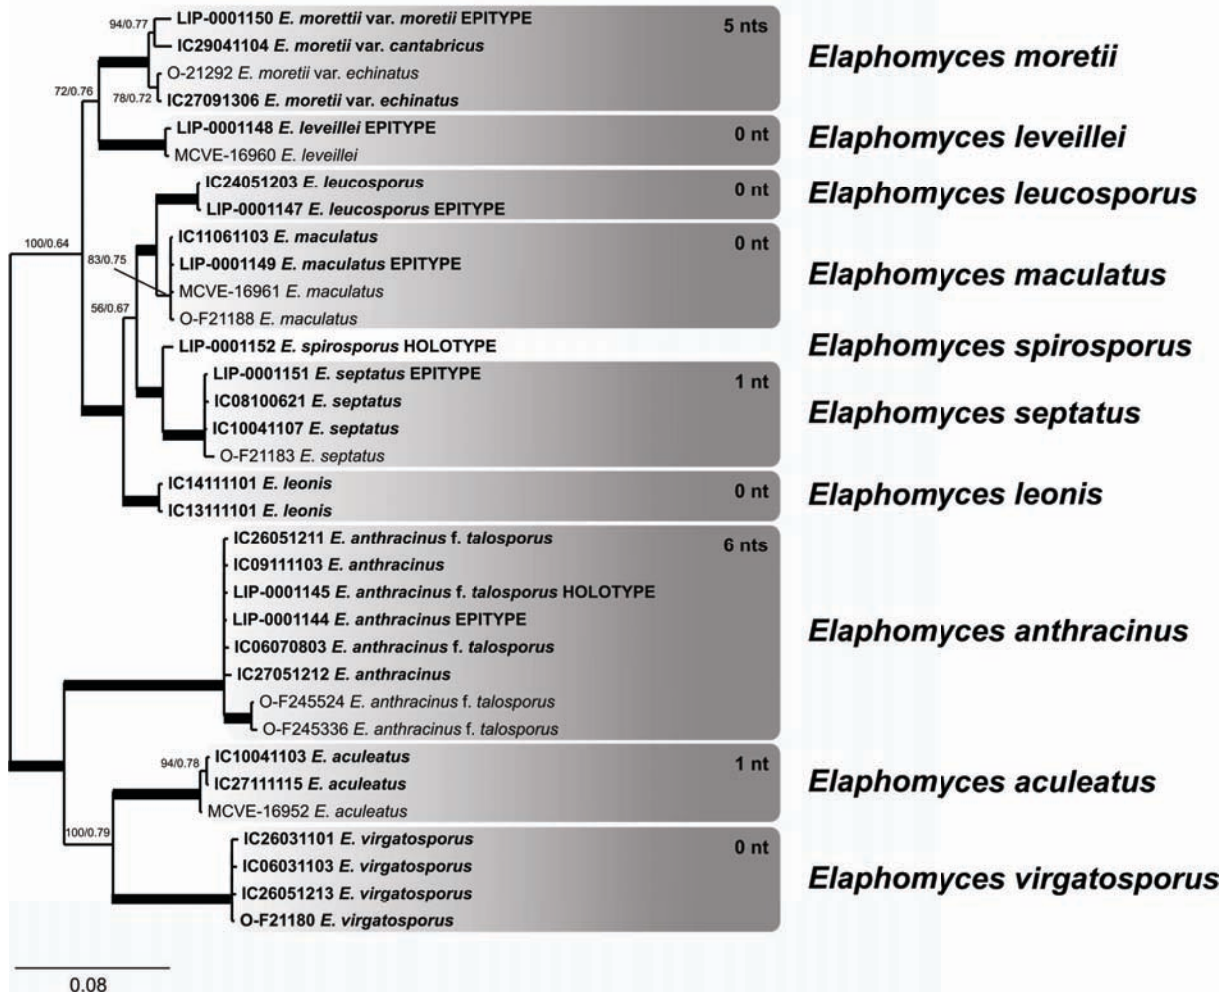 94/0.77
LIP-0001150 E. morettii var. moretii EPITYPE
5 nts
IC29041104 E. moretii var. cantabricus
Elaphomyces moretii
O-21292 E. moretii var. echinatus
72/0.76
78/0.72
IC27091306 E. moretii var. echinatus
LIP-0001148 E. leveillei EPITYPE
0 nt
Elaphomyces leveillei
MCVE-16960 E. leveillei
IC24051203 E. leucosporus
0 nt
Elaphomyces leucosporus
LIP-0001147 E. leucosporus EPITYPE
IC11061103 E. maculatus
0 nt
100/0.64
83/0.75
LIP-0001149 E. maculatus EPITYPE
Elaphomyces maculatus
MCVE-16961 E. maculatus
56/0.67
O-F21188 E. maculatus
LIP-0001152 E. spirosporus HOLOTYPE
Elaphomyces spirosporus
LIP-0001151 E. septatus EPITYPE
1 nt
IC08100621 E. septatus
Elaphomyces septatus
IC10041107 E. septatus
O-F21183 E. septatus
IC14111101 E. leonis
0 nt
Elaphomyces leonis
IC13111101 E. leonis
IC26051211 E. anthracinus f. talosporus
6 nts
IC09111103 E. anthracinus
LIP-0001145 E. anthracinus f. talosporus HOLOTYPE
LIP-0001144 E. anthracinus EPITYPE
Elaphomyces anthracinus
IC06070803 E. anthracinus f. talosporus
IC27051212 E. anthracinus
O-F245524 E. anthracinus f. talosporus
O-F245336 E. anthracinus f. talosporus
94/0.78
IC10041103 E. aculeatus
1 nt
IC27111115 E. aculeatus
Elaphomyces aculeatus
MCVE-16952 E. aculeatus
100/0.79
IC26031101 E. virgatosporus
0 nt
IC06031103 E. virgatosporus
Elaphomyces virgatosporus
IC26051213 E. virgatosporus
O-F21180 E. virgatosporus
0.08